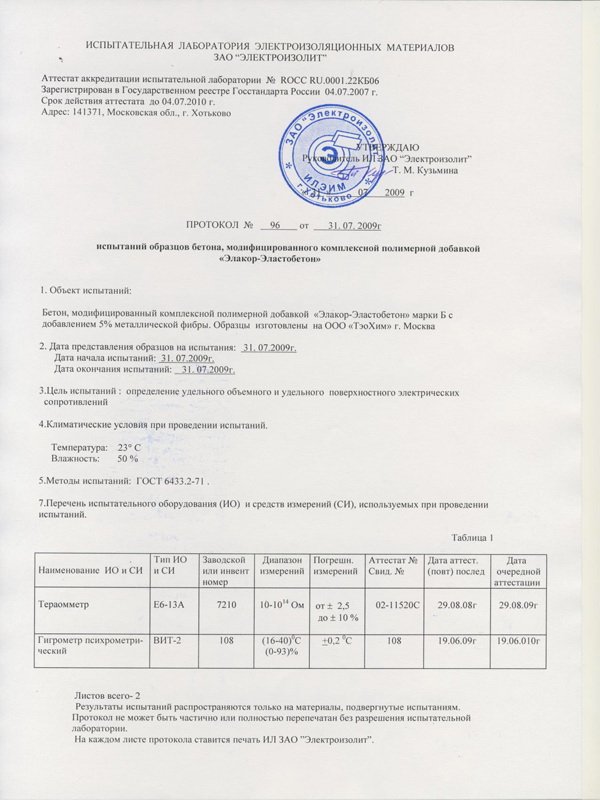 ИСПЫТАТЕЛЬНАЯ ЛАБОРАТОРИЯ ЭЛЕКТРОИЗОЛЯЦИОННЫХ МАТЕРИАЛОВ
ЗАО "ЭЛЕКТРОИЗОЛИТ"
Аттестат аккредитации испытательной лаборатории № РОСС RU.0001.22КБ06
Зарегистрирован в Государственном реестре Госстандарта России 04.07.2007 г.
Срок действия аттестата до 04.07.2010 г.
Адрес: 141371, Московская обл., г. Хотьково
ЗАО "Электроизолит"
Э
ИЛЭИМ
г.Хотьково
УТВЕРЖДАЮ
Руководитель ИЛ ЗАО "Электроизолит"
Т. М. Кузьмина
07 2009 г
ПРОТОКОЛ № 96 от 31. 07. 2009г
испытаний образцов бетона, модифицированного комплексной полимерной добавкой
«Элакор-Эластобетон»
1. Объект испытаний:
Бетон, модифицированный комплексной полимерной добавкой «Элакор-Эластобетон» марки Б с
добавлением 5% металлической фибры. Образцы изготовлены на ООО «ТэоХим» г. Москва
2. Дата представления образцов на испытания: 31. 07.2009г.
Дата начала испытаний: 31. 07.2009г.
Дата окончания испытаний: 31. 07.2009г.
3.Цель испытаний : определение удельного объемного и удельного поверхностного электрических
сопротивлений
4.Климатические условия при проведении испытаний.
Температура: 23° С
Влажность: 50 %
5.Методы испытаний: ГОСТ 6433.2-71 .
7.Перечень испытательного оборудования (ИО) и средств измерений (СИ), используемых при проведении
испытаний.
Таблица 1
Наименование ИО и СИ Тип ИО и СИ Заводской или инвент номер Диапазон измерений Погрешн. измерений Аттестат № Свид. № Дата аттест. (повт) послед Дата очередной аттестации
Тераомметр Е6-13А 7210 10-10¹⁴ Ом от ± 2,5 до ± 10 % 02-11520С 29.08.08г 29.08.09г
Гигрометр психрометри-ческий ВИТ-2 108 (16-40)⁰С (0-93)% ±0,2 ⁰С 108 19.06.09г 19.06.010г
Листов всего- 2
Результаты испытаний распространяются только на материалы, подвергнутые испытаниям.
Протокол не может быть частично или полностью перепечатан без разрешения испытательной
лаборатории.
На каждом листе протокола ставится печать ИЛ ЗАО "Электроизолит".